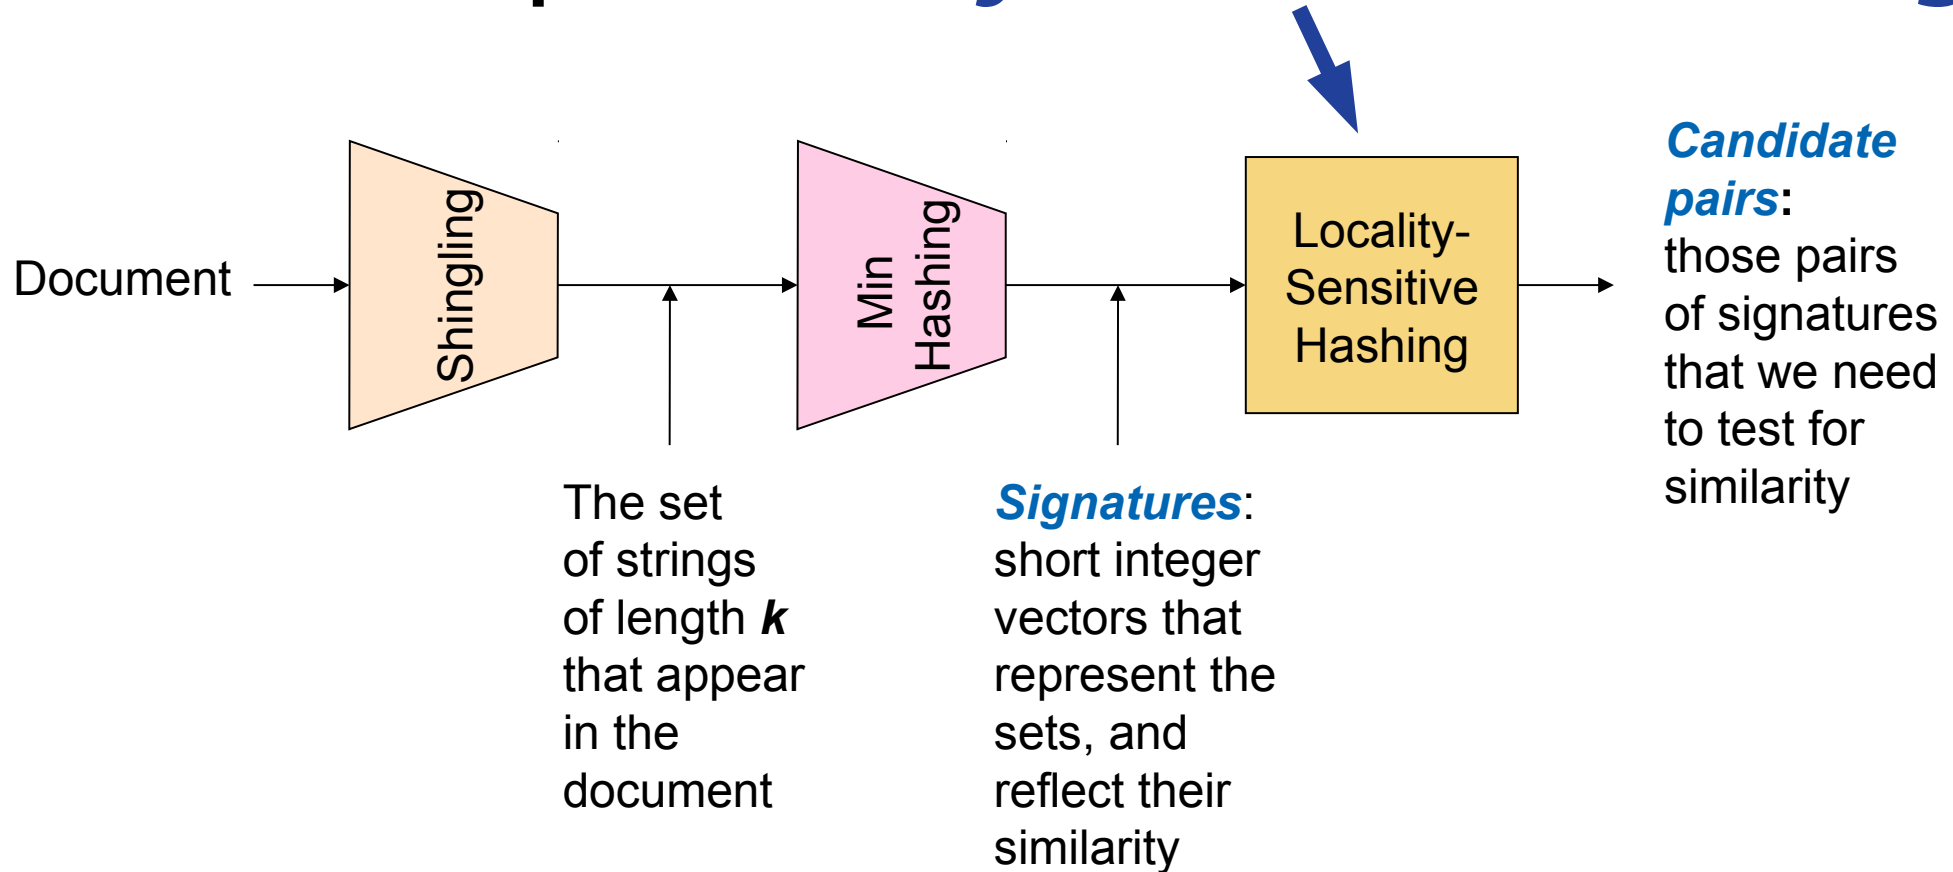 Document
Shingling
Min
Hashing
Locality-
Sensitive
Hashing
Candidate
pairs:
those pairs
of signatures
that we need
to test for
similarity
The set
of strings
of length k
that appear
in the
document
Signatures:
short integer
vectors that
represent the
sets, and
reflect their
similarity